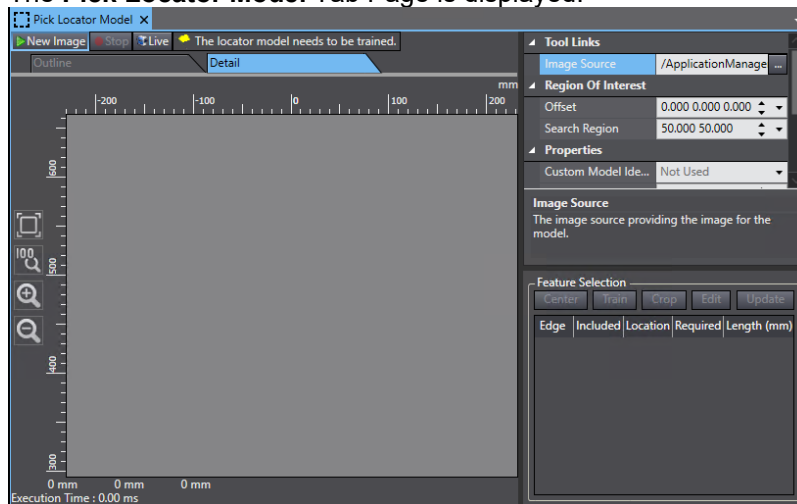 The Pick Locator Model Tab Page is displayed.
Pick Locator Model ×
New Image Stop Live The locator model needs to be trained.
Outline Detail
mm
-200 -100 0 100 200
600
500
400
300
100
0 mm 0 mm 0 mm
Execution Time : 0.00 ms
Tool Links
Image Source /ApplicationManage ...
Region Of Interest
Offset 0.000 0.000 0.000
Search Region 50.000 50.000
Properties
Custom Model Ide... Not Used
Image Source
The image source providing the image for the
model.
Feature Selection
Center Train Crop Edit Update
Edge Included Location Required Length (mm)